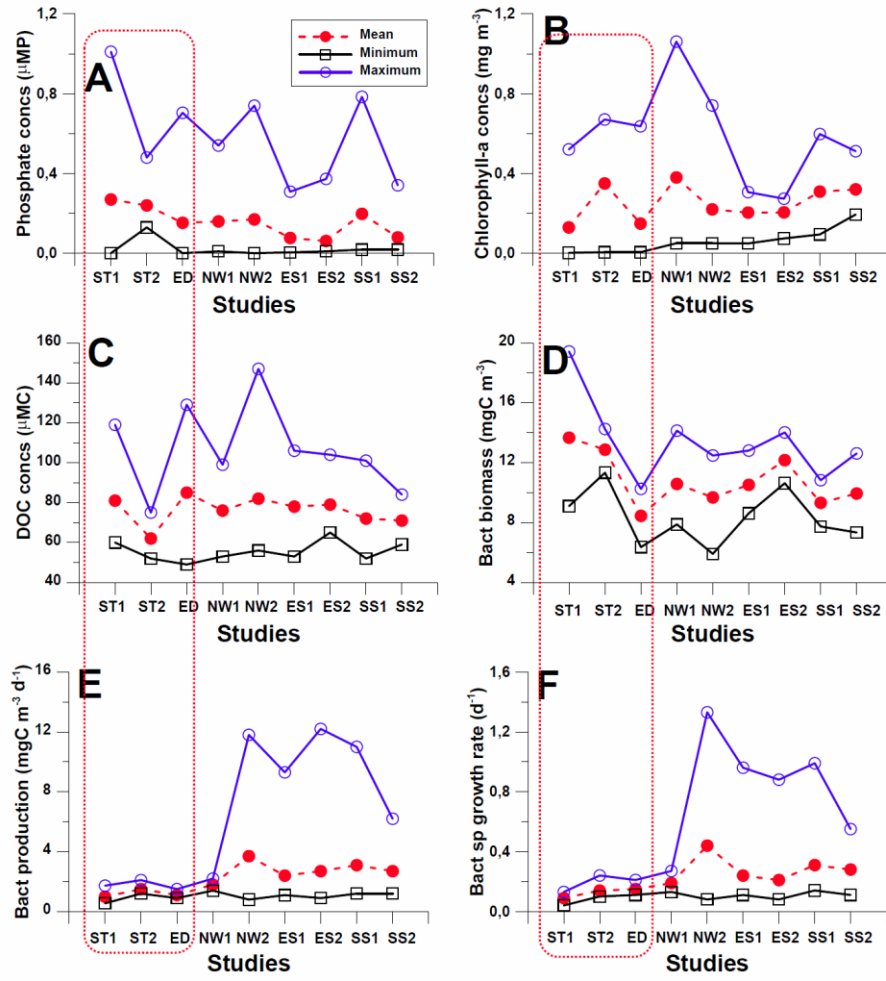 A
Phosphate concs (μMP)
1,2
0,8
0,4
0,0
Mean
Minimum
Maximum
ST1 ST2 ED NW1 NW2 ES1 ES2 SS1 SS2
Studies
B
Chlorophyll-a concs (mg m-3)
1,2
0,8
0,4
0,0
ST1 ST2 ED NW1 NW2 ES1 ES2 SS1 SS2
Studies
C
DOC concs (μMC)
160
140
120
100
80
60
40
ST1 ST2 ED NW1 NW2 ES1 ES2 SS1 SS2
Studies
D
Bact biomass (mgC m-3)
20
16
12
8
4
ST1 ST2 ED NW1 NW2 ES1 ES2 SS1 SS2
Studies
E
Bact production (mgC m-3 d-1)
16
12
8
4
0
ST1 ST2 ED NW1 NW2 ES1 ES2 SS1 SS2
Studies
F
Bact sp growth rate (d-1)
1,6
1,2
0,8
0,4
0,0
ST1 ST2 ED NW1 NW2 ES1 ES2 SS1 SS2
Studies